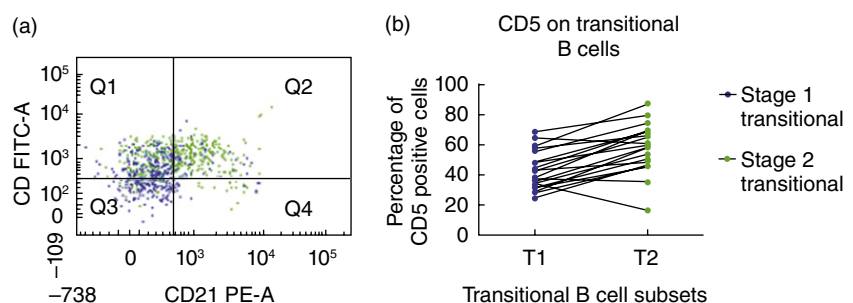 (a)
CD FITC-A
10⁵
10⁴
10³
10²
0
−109
Q1
Q2
Q3
Q4
−738
0
10³
10⁴
10⁵
CD21 PE-A
(b)
CD5 on transitional
B cells
Percentage of
CD5 positive cells
100
80
60
40
20
0
T1
T2
Transitional B cell subsets
Stage 1
transitional
Stage 2
transitional